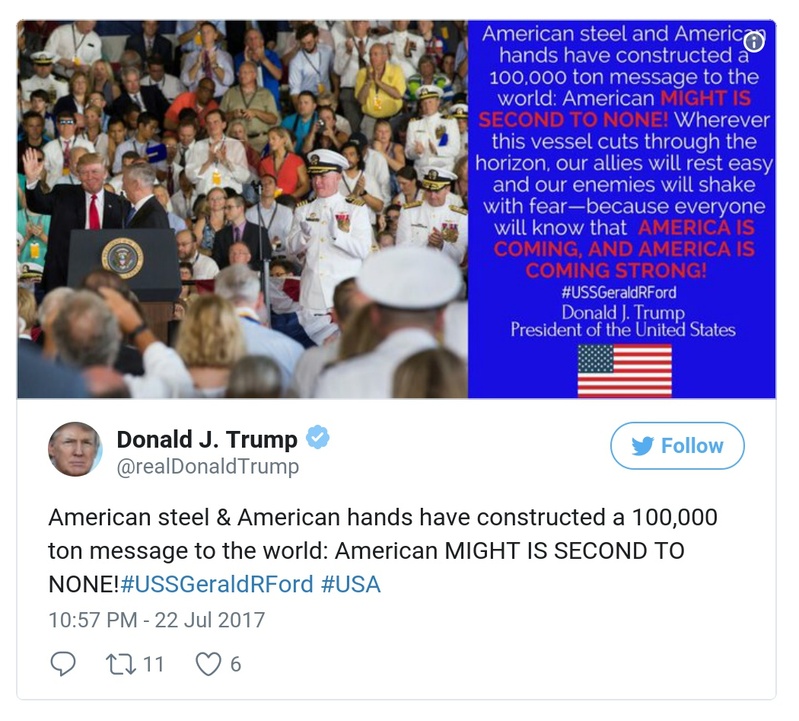 American steel and American
hands have constructed a
100,000 ton message to the
world: American MIGHT IS
SECOND TO NONE! Wherever
this vessel cuts through the
horizon, our allies will rest easy
and our enemies will shake
with fear—because everyone
will know that AMERICA IS
COMING, AND AMERICA IS
COMING STRONG!
#USSGeraldRFord
Donald J. Trump
President of the United States
Donald J. Trump
@realDonaldTrump
Follow
American steel & American hands have constructed a 100,000
ton message to the world: American MIGHT IS SECOND TO
NONE!#USSGeraldRFord #USA
10:57 PM - 22 Jul 2017
11 6